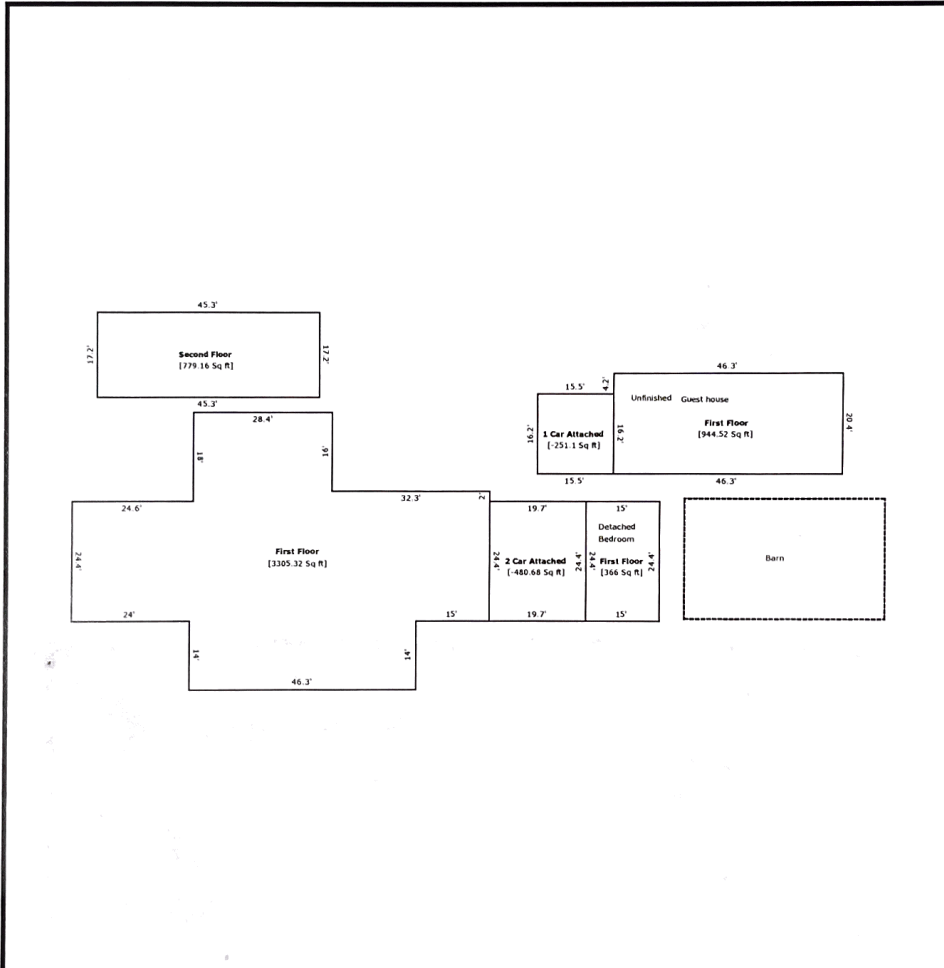 45.3'
17.2'
Second Floor
[779.16 Sq ft]
17.2'
45.3'
46.3'
15.5'
4.2'
Unfinished Guest house
16.2'
1 Car Attached
[-251.1 Sq ft]
16.2'
First Floor
[944.52 Sq ft]
20.4'
15.5'
46.3'
28.4'
18'
16'
32.3'
2'
24.6'
19.7'
15'
24.4'
First Floor
[3305.32 Sq ft]
24.4'
2 Car Attached
[-480.68 Sq ft]
24.4'
Detached
Bedroom
24.4'
First Floor
[366 Sq ft]
24.4'
Barn
24'
15'
19.7'
15'
14'
14'
46.3'